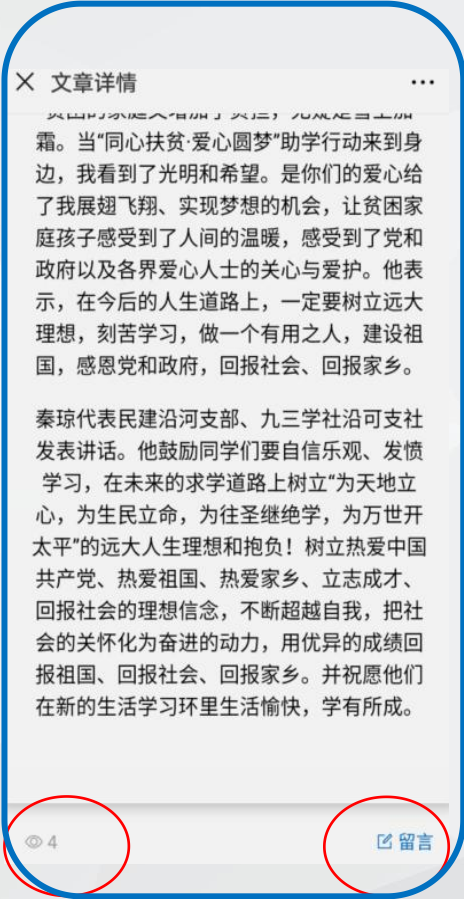 文章详情
霜。当“同心扶贫·爱心圆梦”助学行动来到身
边，我看到了光明和希望。是你们的爱心给
了我展翅飞翔、实现梦想的机会，让贫困家
庭孩子感受到了人间的温暖，感受到了党和
政府以及各界爱心人士的关心与爱护。他表
示，在今后的人生道路上，一定要树立远大
理想，刻苦学习，做一个有用之人，建设祖
国，感恩党和政府，回报社会、回报家乡。
秦琼代表民建沿河支部、九三学社沿可支社
发表讲话。他鼓励同学们要自信乐观、发愤
学习，在未来的求学道路上树立“为天地立
心，为生民立命，为往圣继绝学，为万世开
太平”的远大人生理想和抱负！树立热爱中国
共产党、热爱祖国、热爱家乡、立志成才、
回报社会的理想信念，不断超越自我，把社
会的关怀化为奋进的动力，用优异的成绩回
报祖国、回报社会、回报家乡。并祝愿他们
在新的生活学习环里生活愉快，学有所成。
4
留言